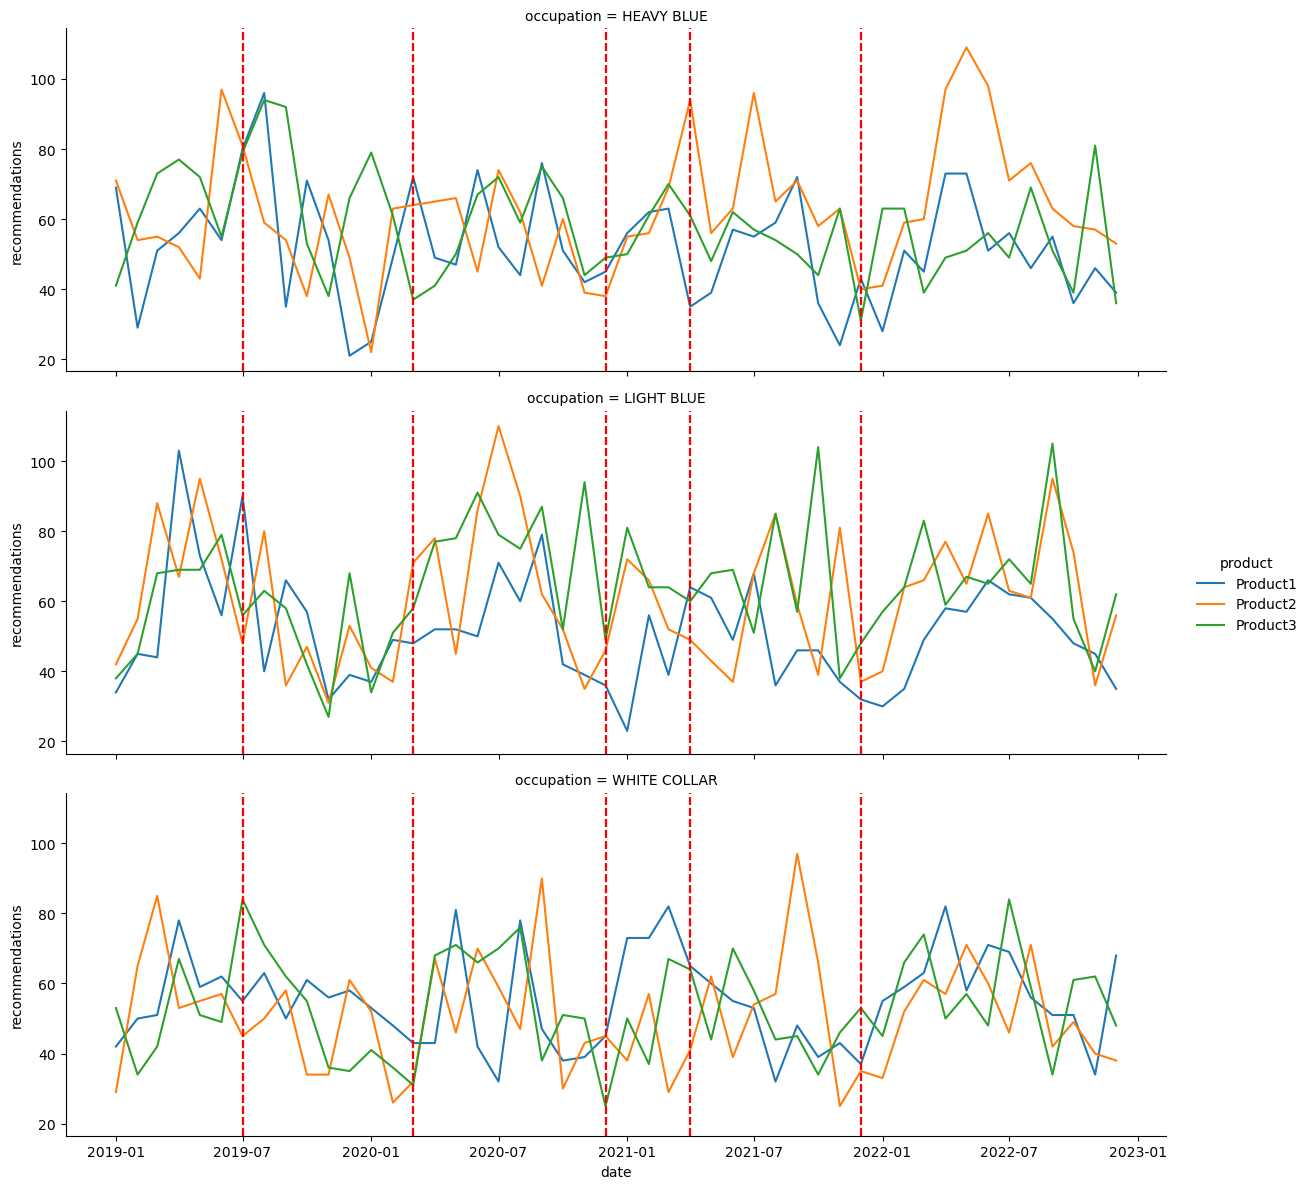 occupation = HEAVY BLUE
recommendations
100
80
60
40
20
occupation = LIGHT BLUE
recommendations
100
80
60
40
20
product
Product1
Product2
Product3
occupation = WHITE COLLAR
recommendations
100
80
60
40
20
2019-01 2019-07 2020-01 2020-07 2021-01 2021-07 2022-01 2022-07 2023-01
date